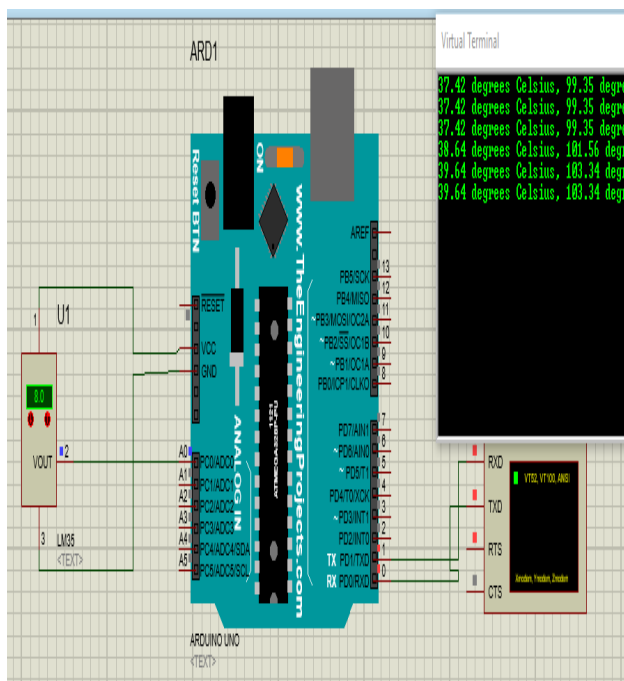 ARD1
Virtual Terminal
37.42 degrees Celsius, 99.35 degre
37.42 degrees Celsius, 99.35 degre
37.42 degrees Celsius, 99.35 degre
38.64 degrees Celsius, 101.56 degr
39.64 degrees Celsius, 103.34 degr
39.64 degrees Celsius, 103.34 degr
Reset BTN
ON
www.TheEngineeringProjects.com
AREF
13
PB5/SCK
12
PB4/MISO
11
~PB3/MOSI/OC2A
10
~PB2/SS/OC1B
9
~PB1/OC1A
8
PB0/ICP1/CLKO
RESET
VCC
GND
1
U1
8.0
VOUT
2
3
LM35
<TEXT>
ANALOG IN
1121
ATMEGA328P-PU
A0
PC0/ADC0
A1
PC1/ADC1
A2
PC2/ADC2
A3
PC3/ADC3
A4
PC4/ADC4/SDA
A5
PC5/ADC5/SCL
7
PD7/AIN1
6
~PD6/AIN0
5
~PD5/T1
4
PD4/T0/XCK
3
~PD3/INT1
2
PD2/INT0
1
TX PD1/TXD
0
RX PD0/RXD
RXD
TXD
RTS
CTS
VT52, VT100, ANSI
Xmodem, Ymodem, Zmodem
ARDUINO UNO
<TEXT>